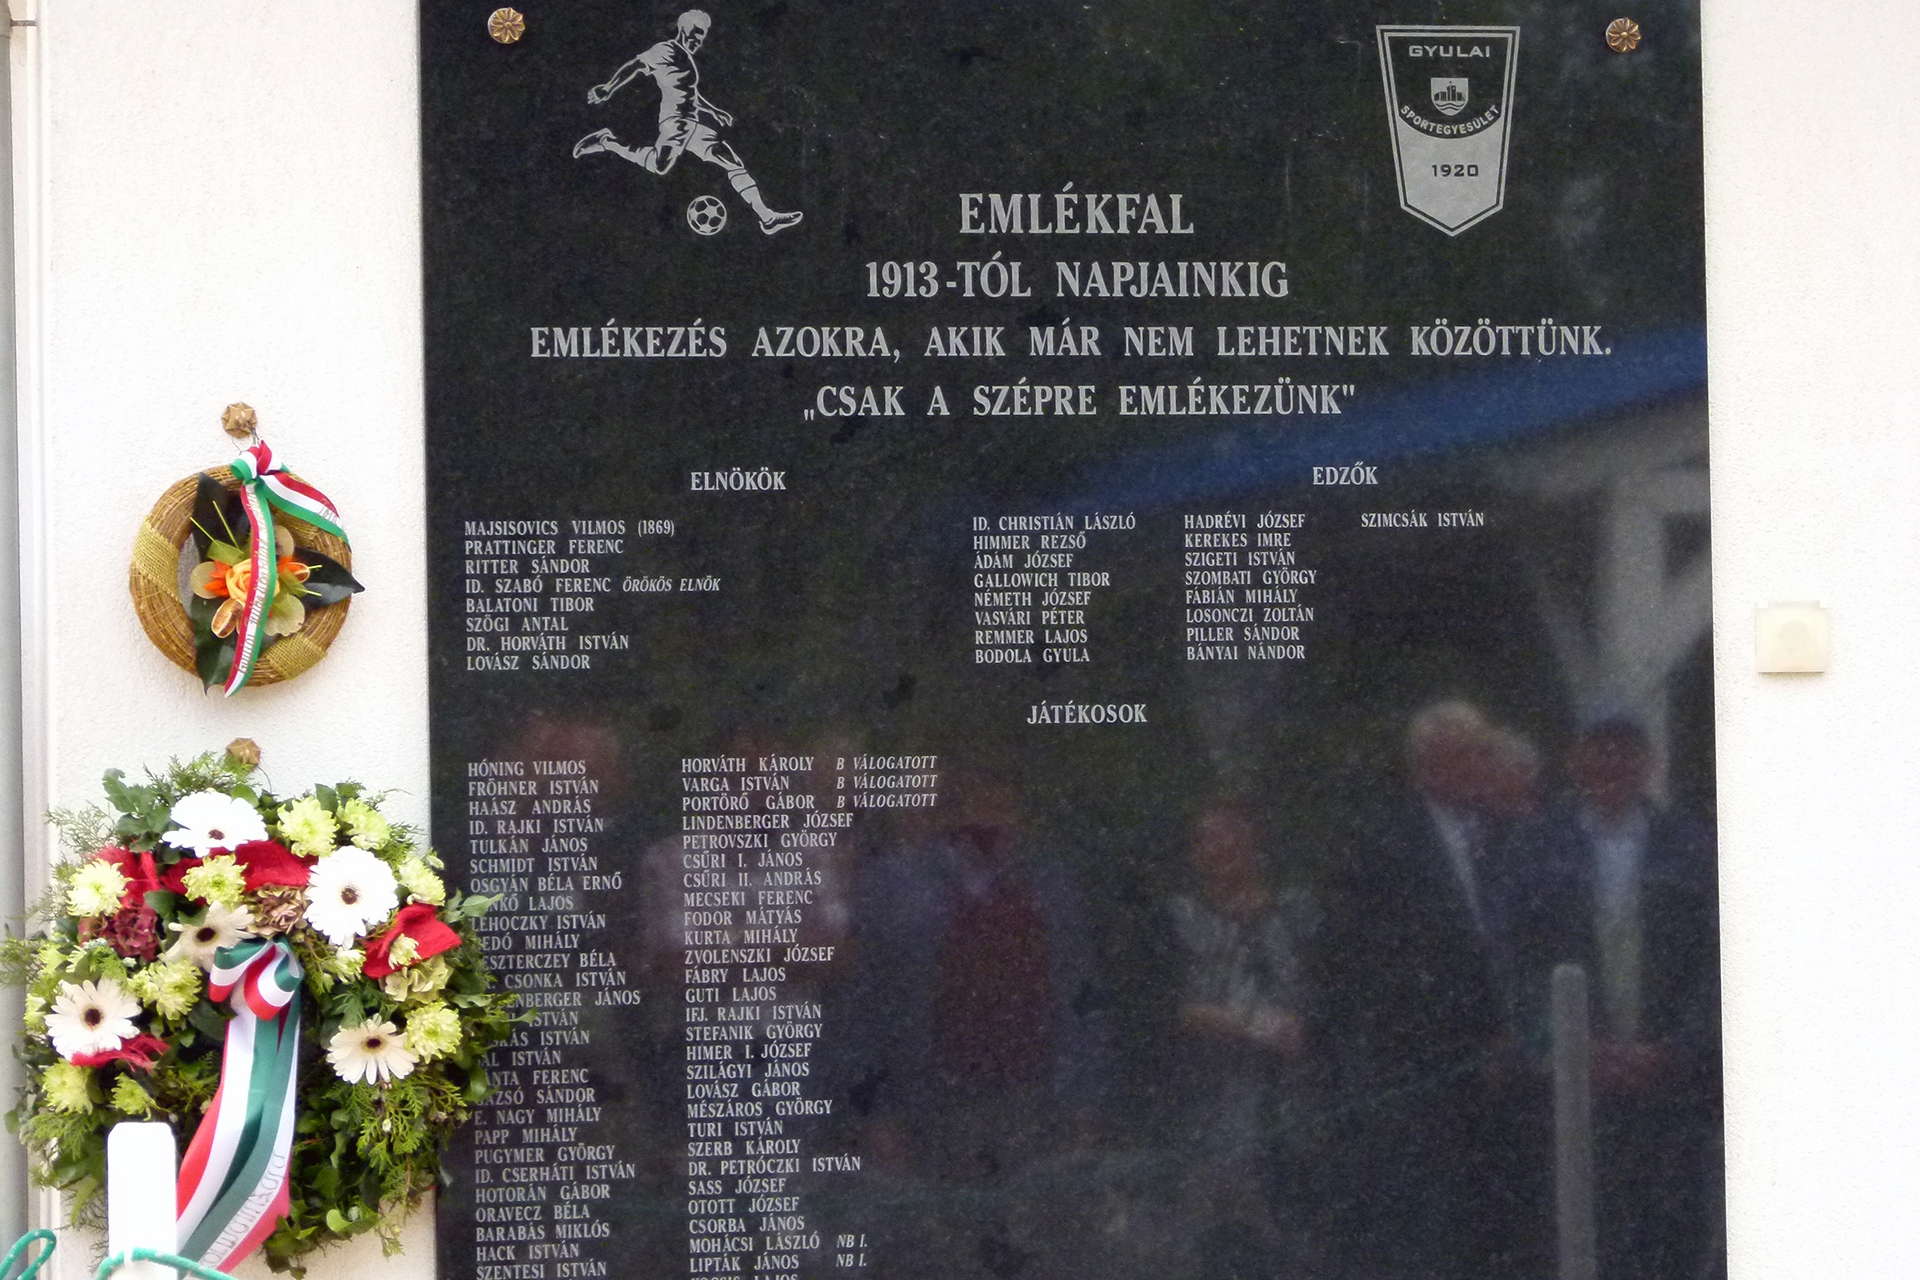 GYULAI
SPORTEGYESÜLET
1920
EMLÉKFAL
1913-TÓL NAPJAINKIG
EMLÉKEZÉS AZOKRA, AKIK MÁR NEM LEHETNEK KÖZÖTTÜNK.
„CSAK A SZÉPRE EMLÉKEZÜNK"
ELNÖKÖK
MAJSISOVICS VILMOS (1869)
PRATTINGER FERENC
RITTER SÁNDOR
ID. SZABÓ FERENC ÖRÖKÖS ELNÖK
BALATONI TIBOR
SZÖGI ANTAL
DR. HORVÁTH ISTVÁN
LOVÁSZ SÁNDOR
EDZŐK
ID. CHRISTIÁN LÁSZLÓ
HIMMER REZSŐ
ÁDÁM JÓZSEF
GALLOWICH TIBOR
NÉMETH JÓZSEF
VASVÁRI PÉTER
REMMER LAJOS
BODOLA GYULA
HADRÉVI JÓZSEF
KEREKES IMRE
SZIGETI ISTVÁN
SZOMBATI GYÖRGY
FÁBIÁN MIHÁLY
LOSONCZI ZOLTÁN
PILLER SÁNDOR
BÁNYAI NÁNDOR
SZIMCSÁK ISTVÁN
JÁTÉKOSOK
HÓNING VILMOS
FRÖHNER ISTVÁN
HAÁSZ ANDRÁS
ID. RAJKI ISTVÁN
TULKÁN JÁNOS
SCHMIDT ISTVÁN
OSGYÁN BÉLA ERNŐ
LAJOS
LEHOCZKY ISTVÁN
MIHÁLY
BÉLA
CSONKA ISTVÁN
JÁNOS
ISTVÁN
ISTVÁN
ISTVÁN
FERENC
SÁNDOR
E. NAGY MIHÁLY
PAPP MIHÁLY
PUGYMER GYÖRGY
ID. CSERHÁTI ISTVÁN
HOTORÁN GÁBOR
ORAVECZ BÉLA
BARABÁS MIKLÓS
HACK ISTVÁN
SZENTESI ISTVÁN
HORVÁTH KÁROLY B VÁLOGATOTT
VARGA ISTVÁN B VÁLOGATOTT
PORTÖRŐ GÁBOR B VÁLOGATOTT
LINDENBERGER JÓZSEF
PETROVSZKI GYÖRGY
CSŰRI I. JÁNOS
CSŰRI II. ANDRÁS
MECSEKI FERENC
FODOR MÁTYÁS
KURTA MIHÁLY
ZVOLENSZKI JÓZSEF
FÁBRY LAJOS
GUTI LAJOS
IFJ. RAJKI ISTVÁN
STEFANIK GYÖRGY
HIMER I. JÓZSEF
SZILÁGYI JÁNOS
LOVÁSZ GÁBOR
MÉSZÁROS GYÖRGY
TURI ISTVÁN
SZERB KÁROLY
DR. PETRÓCZKI ISTVÁN
SASS JÓZSEF
OTOTT JÓZSEF
CSORBA JÁNOS
MOHÁCSI LÁSZLÓ NB I.
LIPTÁK JÁNOS NB I.